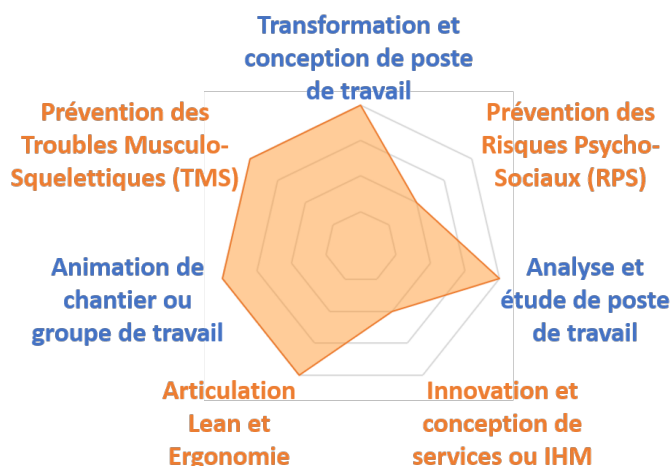 Transformation et
conception de poste
de travail
Prévention des
Risques Psycho-
Sociaux (RPS)
Analyse et
étude de poste
de travail
Innovation et
conception de
services ou IHM
Articulation
Lean et
Ergonomie
Animation de
chantier ou
groupe de travail
Prévention des
Troubles Musculo-
Squelettiques (TMS)